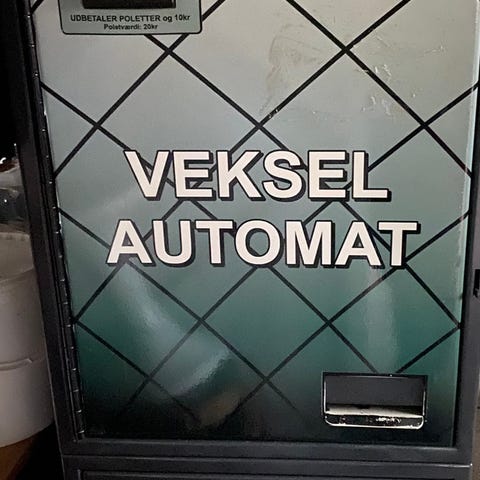 UDBETALER POLETTER og 10kr
Poletværdi: 20kr
VEKSEL
AUTOMAT